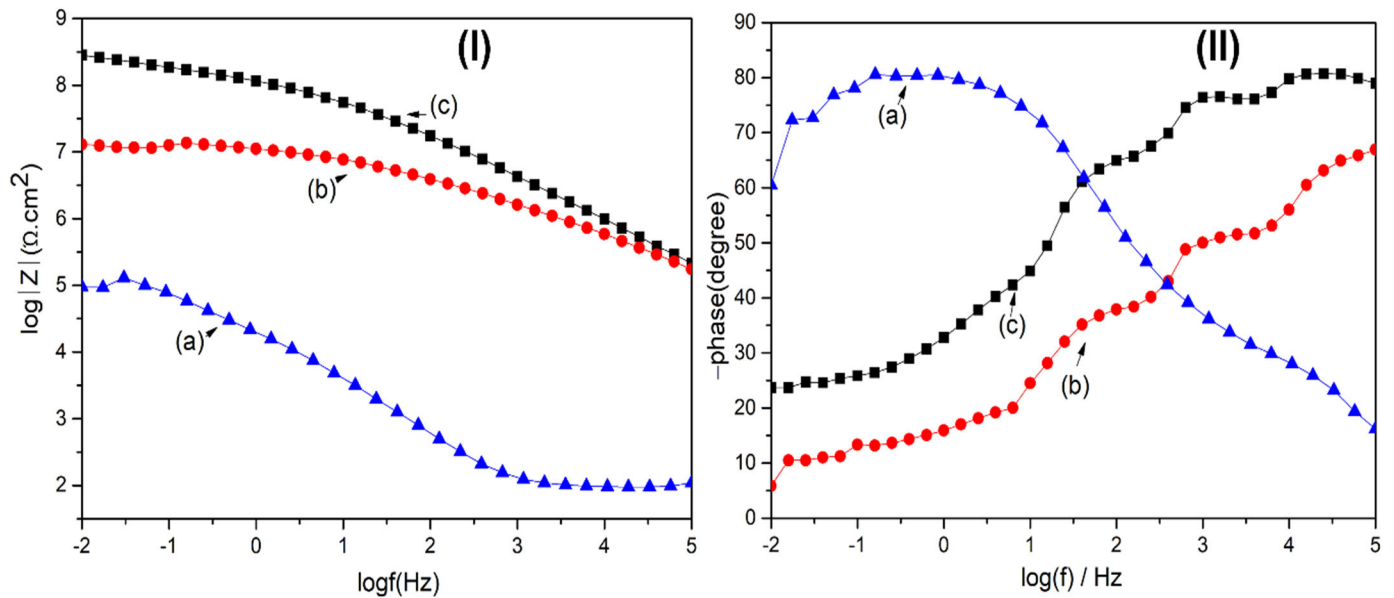 (I)
9
8
7
6
5
4
3
2
log|Z|(Ω.cm²)
(c)
(b)
(a)
-2 -1 0 1 2 3 4 5
logf(Hz)
(II)
90
80
70
60
50
40
30
20
10
0
−phase(degree)
(a)
(c)
(b)
-2 -1 0 1 2 3 4 5
log(f) / Hz